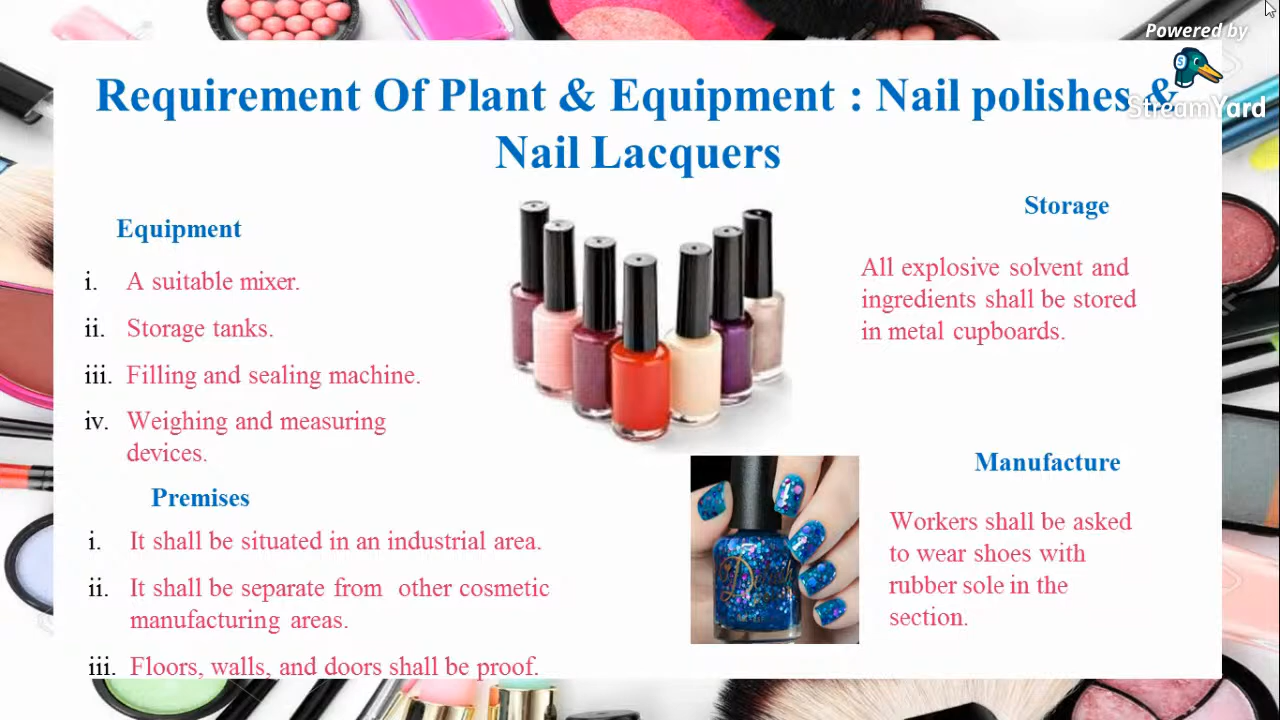 Powered by
StreamYard
Requirement Of Plant & Equipment : Nail polishes &
Nail Lacquers
Equipment
i. A suitable mixer.
ii. Storage tanks.
iii. Filling and sealing machine.
iv. Weighing and measuring
devices.
Premises
i. It shall be situated in an industrial area.
ii. It shall be separate from other cosmetic
manufacturing areas.
iii. Floors, walls, and doors shall be proof.
Storage
All explosive solvent and
ingredients shall be stored
in metal cupboards.
Manufacture
Workers shall be asked
to wear shoes with
rubber sole in the
section.